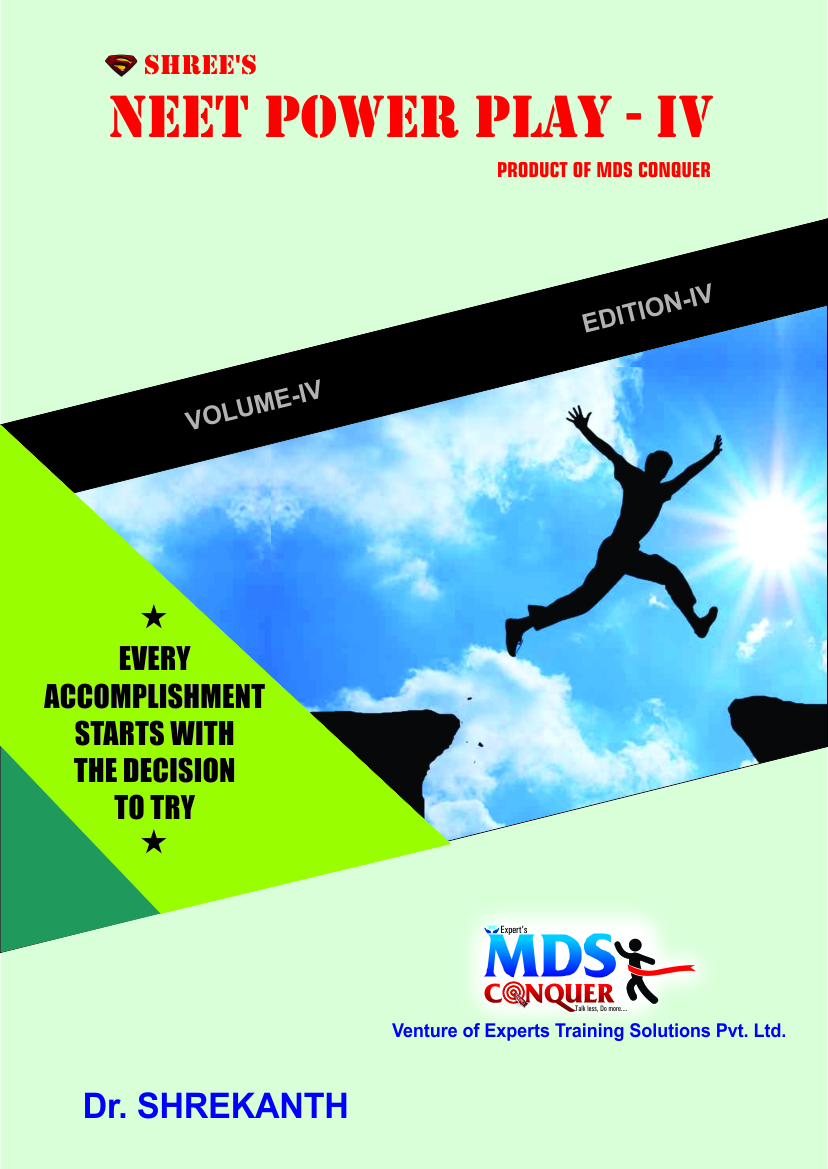 SHREE'S
NEET POWER PLAY - IV
PRODUCT OF MDS CONQUER
EDITION-IV
VOLUME-IV
★
EVERY
ACCOMPLISHMENT
STARTS WITH
THE DECISION
TO TRY
★
Expert's
MDS
CONQUER
Talk less, Do more....
Venture of Experts Training Solutions Pvt. Ltd.
Dr. SHREKANTH